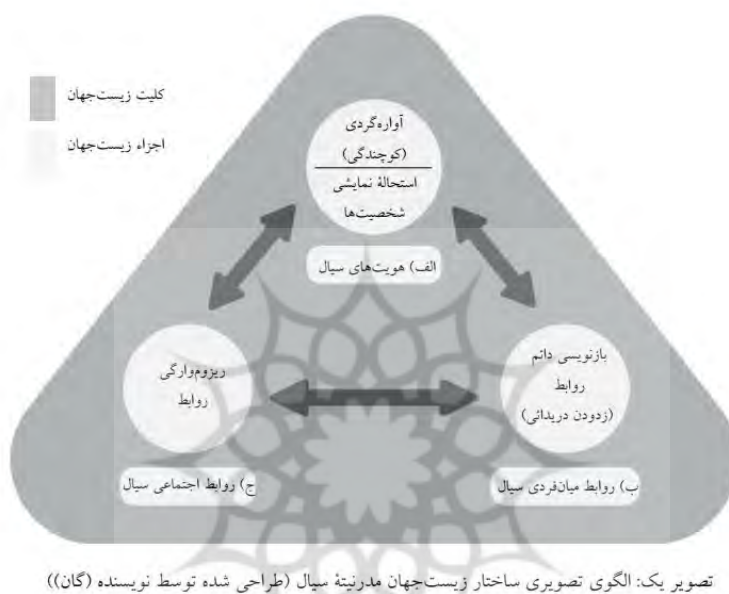 کلیت زیست‌جهان
اجزاء زیست‌جهان
آواره‌گردی
(کوچندگی)
استحالۀ نمایشی
شخصیت‌ها
الف) هویت‌های سیال
بازنویسی دائم
روابط
(زدودن دریدائی)
ب) روابط میان‌فردی سیال
ریزوم‌وارگی
روابط
ج) روابط اجتماعی سیال
تصویر یک: الگوی تصویری ساختار زیست‌جهان مدرنیتۀ سیال (طراحی شده توسط نویسنده (گان))